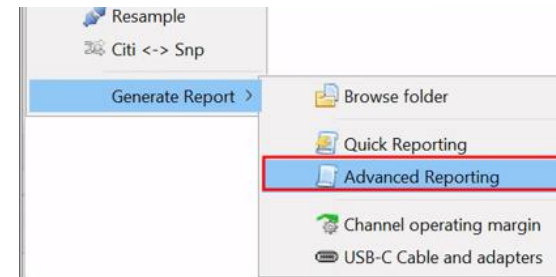 Resample
Citi <-> Snp
Generate Report >
Browse folder
Quick Reporting
Advanced Reporting
Channel operating margin
USB-C Cable and adapters